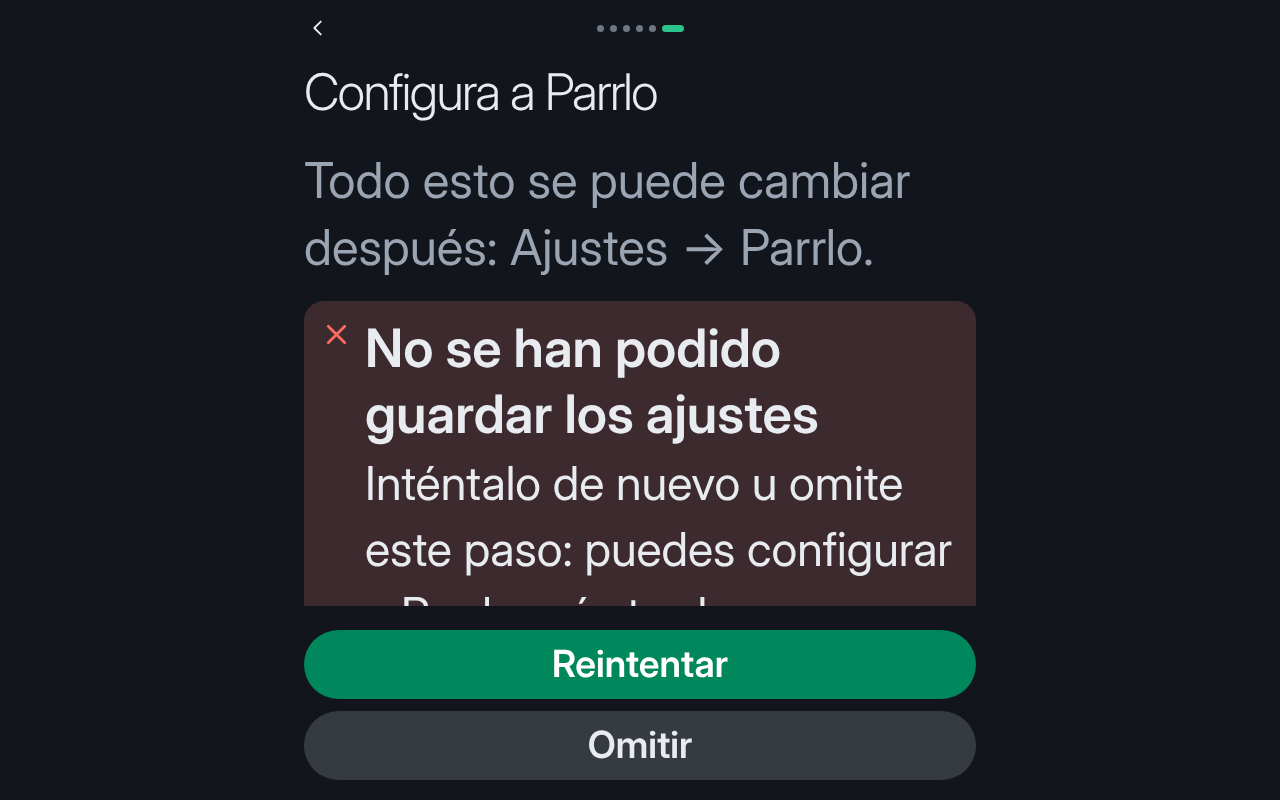 Configura a Parrlo
Todo esto se puede cambiar
después: Ajustes → Parrlo.
No se han podido
guardar los ajustes
Inténtalo de nuevo u omite
este paso: puedes configurar
Reintentar
Omitir